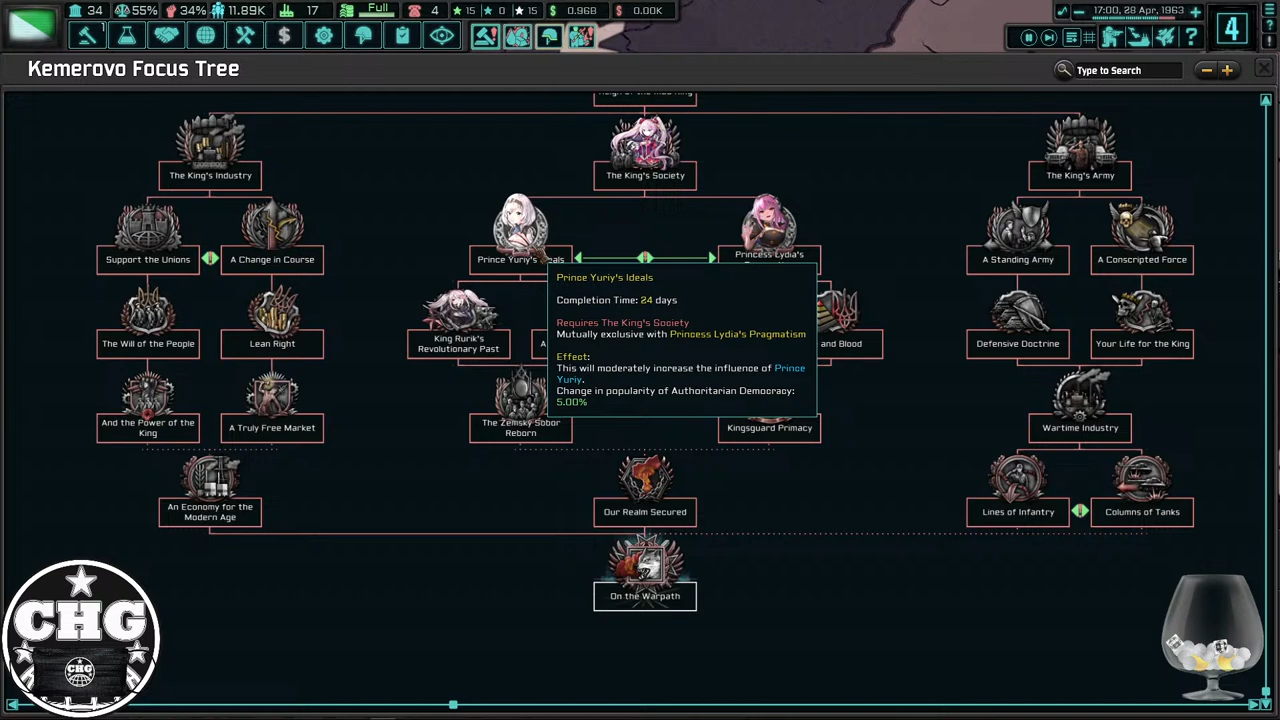 34 55% 34% 11.89K 17 Full 4 15 0 15 $ 0.96B $ 0.00K
17:00, 28 Apr, 1963
4
Kemerovo Focus Tree
Type to Search
The King's Industry
The King's Society
The King's Army
Support the Unions
A Change in Course
Prince Yuriy's Ideals
Princess Lydia's
A Standing Army
A Conscripted Force
Prince Yuriy's Ideals
Completion Time: 24 days
Requires The King's Society
Mutually exclusive with Princess Lydia's Pragmatism
Effect:
This will moderately increase the influence of Prince
Yuriy.
Change in popularity of Authoritarian Democracy:
5.00%
The Will of the People
Lean Right
King Rurik's
Revolutionary Past
A
and Blood
Defensive Doctrine
Your Life for the King
And the Power of the
King
A Truly Free Market
The Zemsky Sobor
Reborn
Kingsguard Primacy
Wartime Industry
An Economy for the
Modern Age
Our Realm Secured
Lines of Infantry
Columns of Tanks
On the Warpath
CHG
CHG